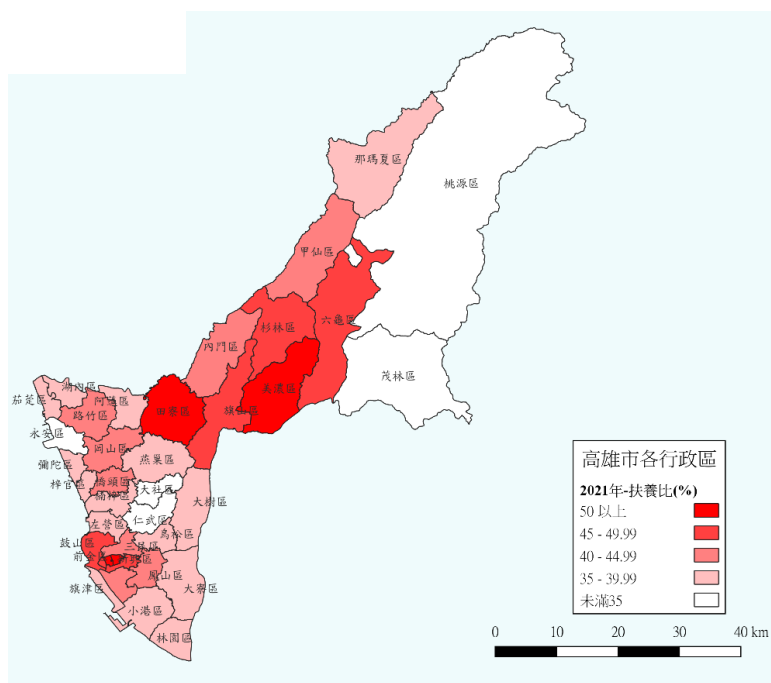 那瑪夏區
桃源區
甲仙區
六龜區
杉林區
內門區
茂林區
美濃區
湖內區
茄萣區
阿蓮區
路竹區
田寮區
旗山區
永安區
岡山區
燕巢區
彌陀區
橋頭區
梓官區
楠梓區
大社區
大樹區
仁武區
左營區
鳥松區
鼓山區
三民區
前金區
鳳山區
旗津區
大寮區
小港區
林園區
高雄市各行政區
2021年-扶養比(%)
50 以上
45 - 49.99
40 - 44.99
35 - 39.99
未滿35
0 10 20 30 40 km